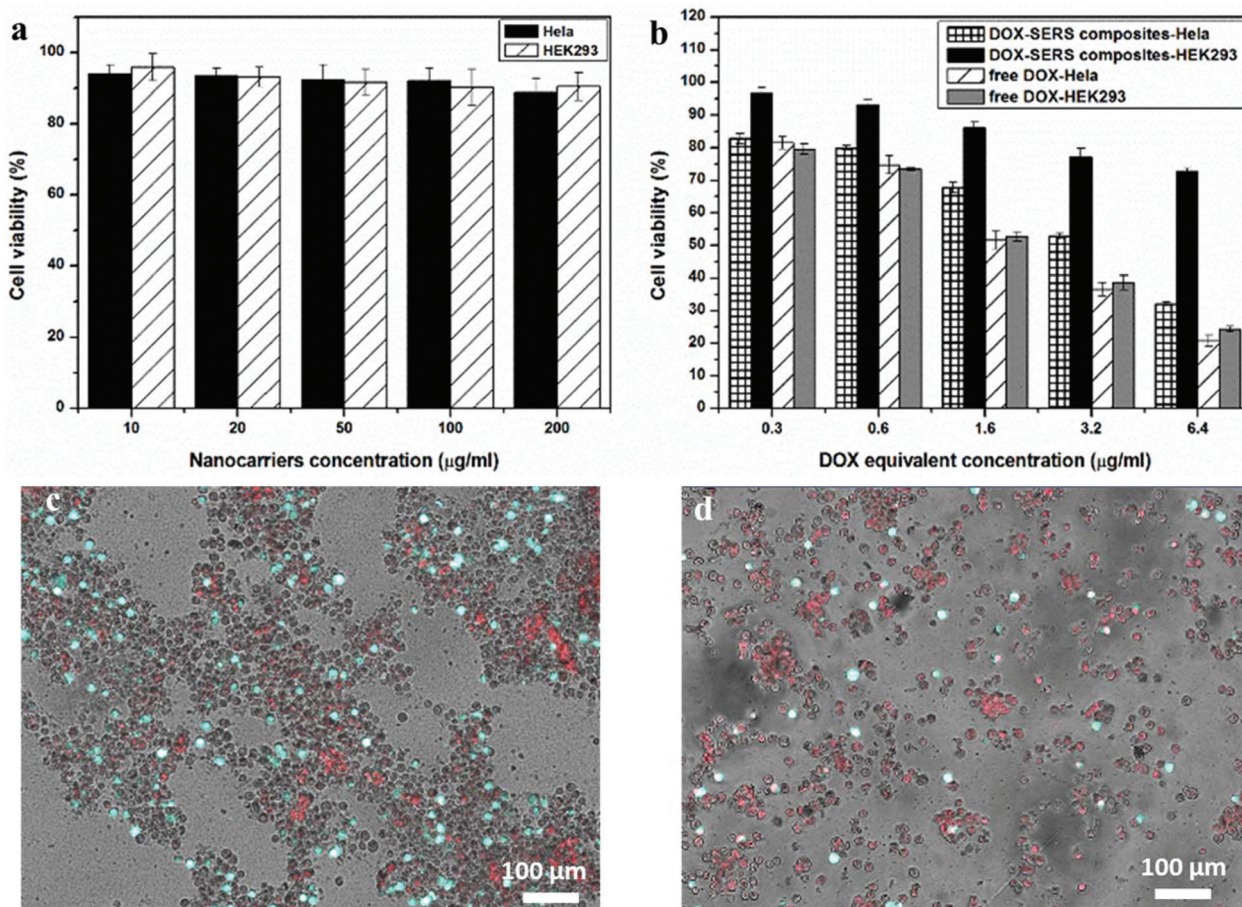 a
Hela
HEK293
100
80
60
40
20
0
Cell viability (%)
10 20 50 100 200
Nanocarriers concentration (μg/ml)
b
DOX-SERS composites-Hela
DOX-SERS composites-HEK293
free DOX-Hela
free DOX-HEK293
120
110
100
90
80
70
60
50
40
30
20
10
0
Cell viability (%)
0.3 0.6 1.6 3.2 6.4
DOX equivalent concentration (μg/ml)
c
100 μm
d
100 μm